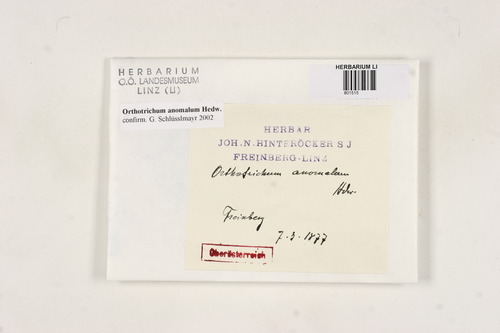 HERBARIUM
O.Ö. LANDESMUSEUM
LINZ (LI)
HERBARIUM LI
801515
Orthotrichum anomalum Hedw.
confirm. G. Schlüsslmayr 2002
HERBAR
JOH. N. HINTERÖCKER S J
FREINBERG-LINZ
Orthotrichum anomalum
Hdw.
Freinberg
7. 3. 1877
Oberösterreich